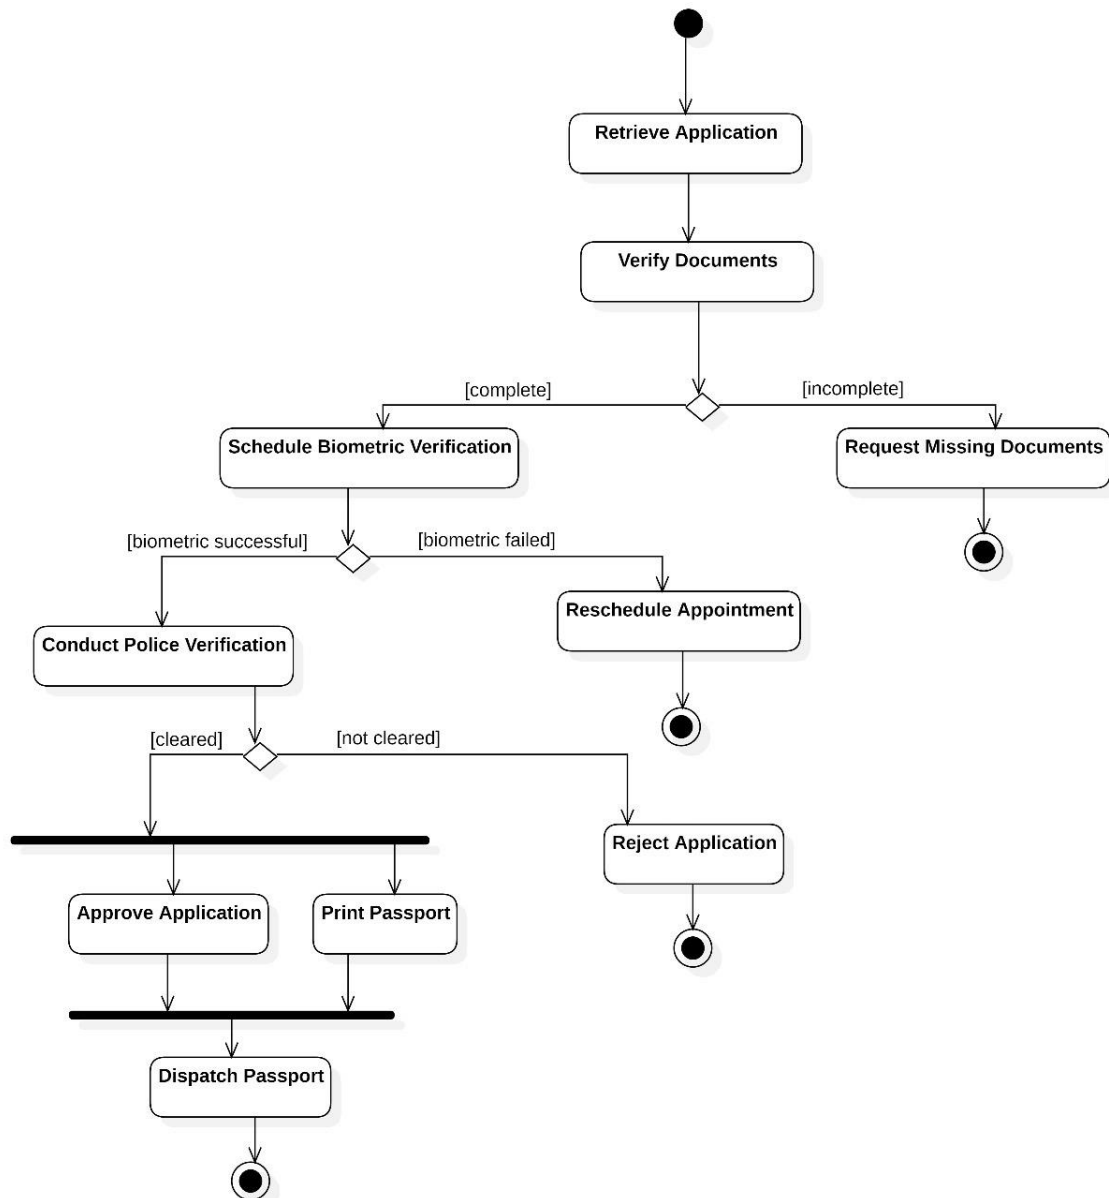 Retrieve Application
Verify Documents
[complete]
[incomplete]
Schedule Biometric Verification
Request Missing Documents
[biometric successful]
[biometric failed]
Reschedule Appointment
Conduct Police Verification
[cleared]
[not cleared]
Reject Application
Approve Application
Print Passport
Dispatch Passport